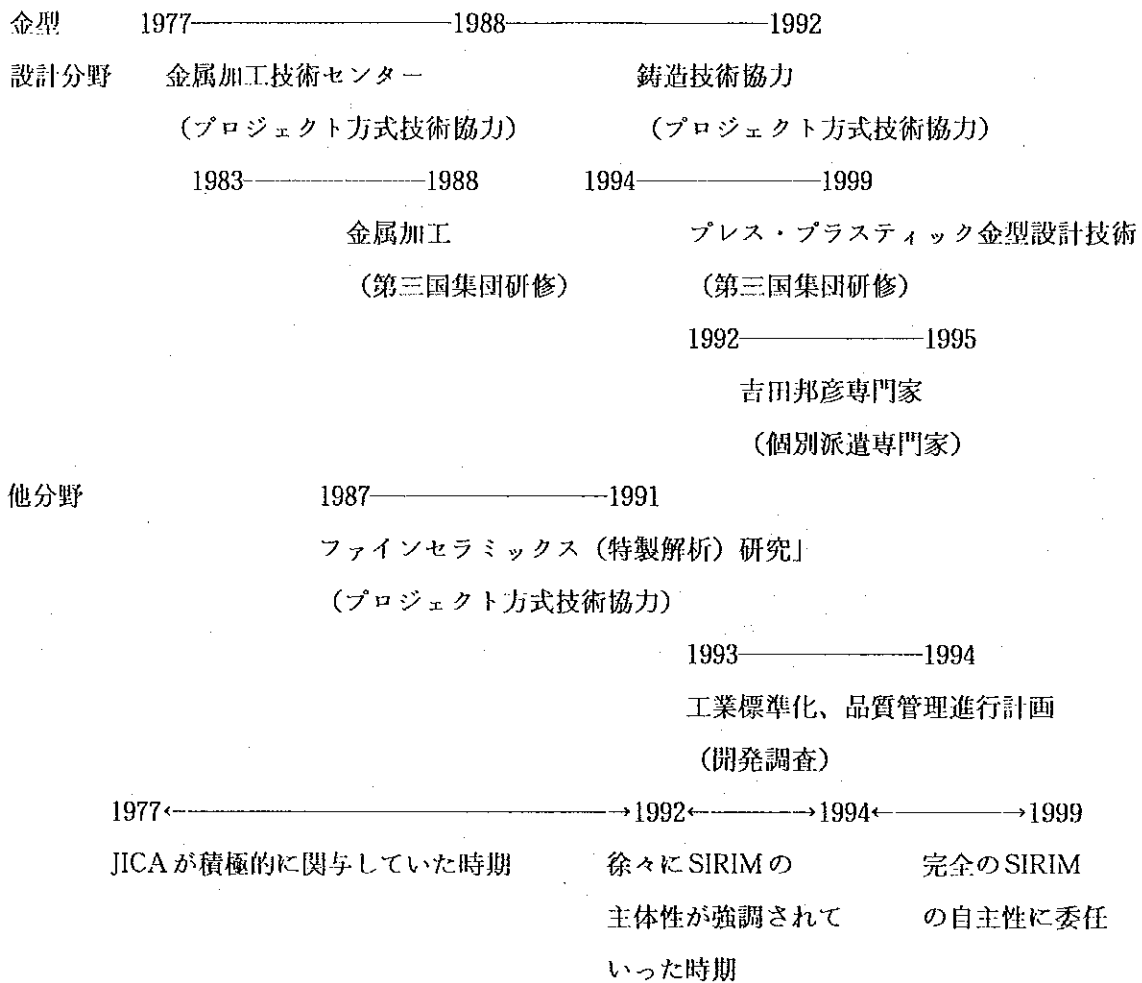 金型 1977――――――1988――――――1992
設計分野 金属加工技術センター 鋳造技術協力
(プロジェクト方式技術協力) (プロジェクト方式技術協力)
1983――――――1988 1994――――――1999
金属加工 プレス・プラスティック金型設計技術
(第三国集団研修) (第三国集団研修)
1992――――――1995
吉田邦彦専門家
(個別派遣専門家)
他分野 1987――――――1991
ファインセラミックス(特製解析)研究」
(プロジェクト方式技術協力)
1993――――――1994
工業標準化、品質管理進行計画
(開発調査)
1977←――――――→1992←――――→1994←――――→1999
JICAが積極的に関与していた時期 徐々にSIRIMの 完全のSIRIM
主体性が強調されて の自主性に委任
いった時期